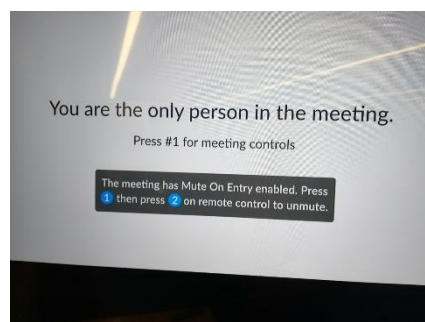 You are the only person in the meeting.
Press #1 for meeting controls
The meeting has Mute On Entry enabled. Press
1 then press 2 on remote control to unmute.